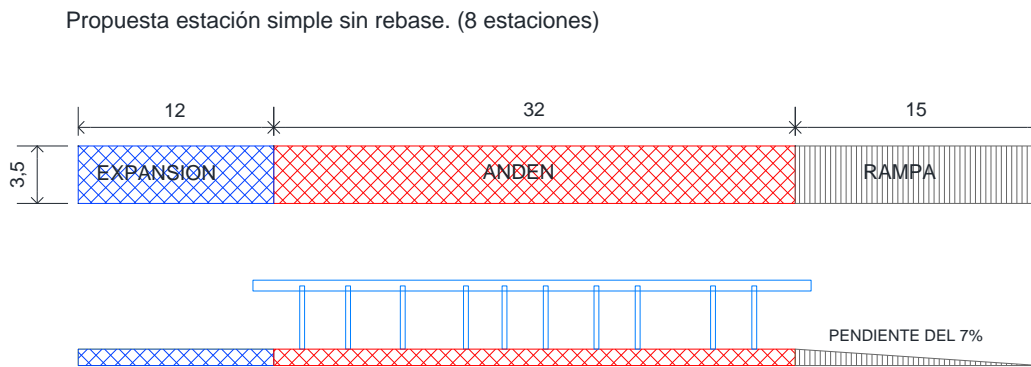 Propuesta estación simple sin rebase. (8 estaciones)
12 32 15
3,5
EXPANSION ANDEN RAMPA
PENDIENTE DEL 7%